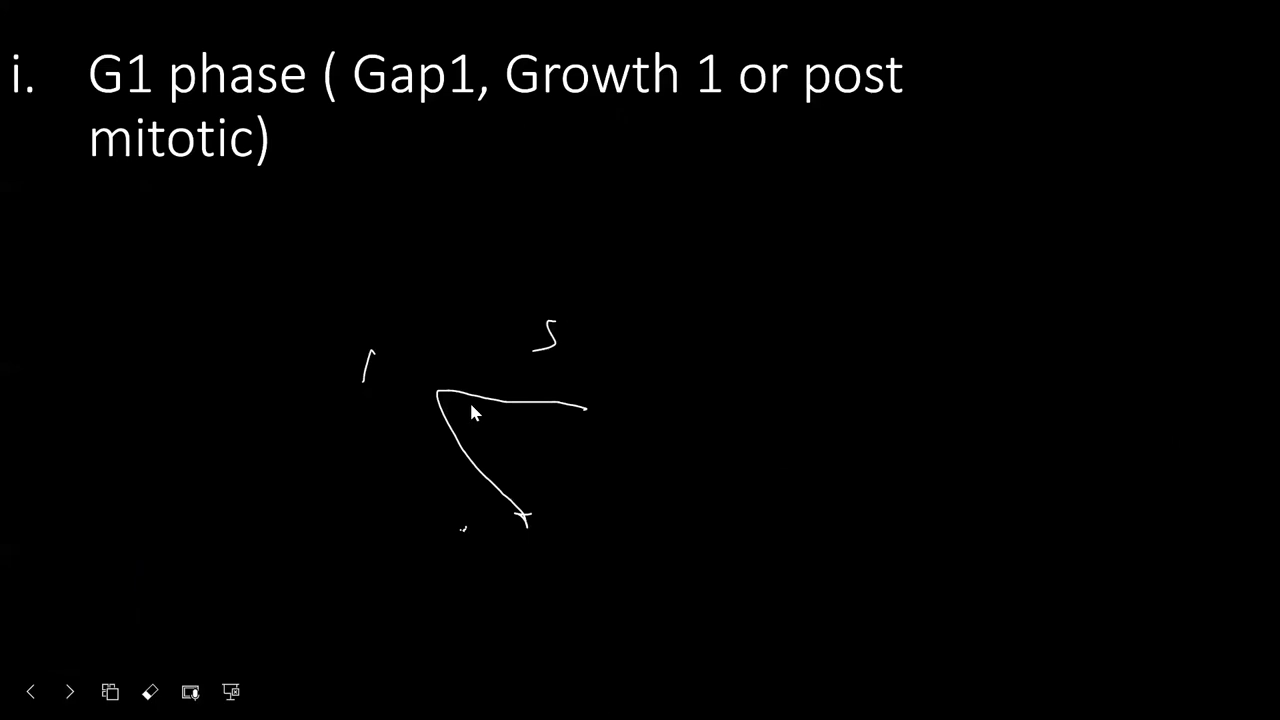 i. G1 phase ( Gap1, Growth 1 or post
mitotic)
S